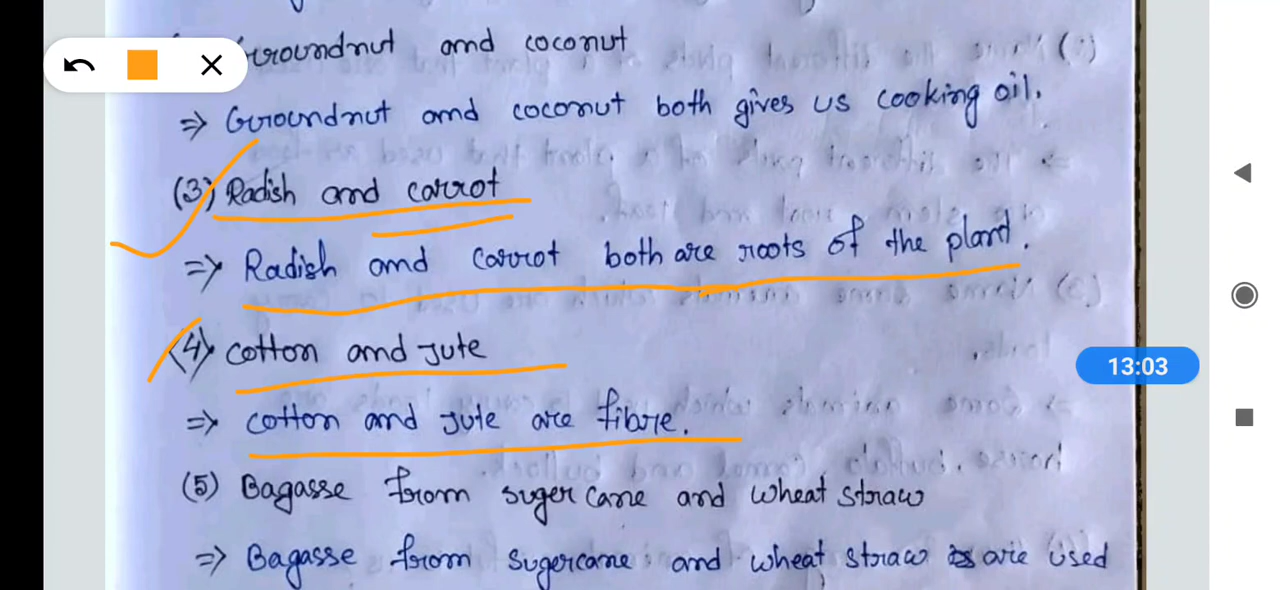 Groundnut and coconut
⇒ Groundnut and coconut both gives us cooking oil.
(3) Radish and carrot
⇒ Radish and carrot both are roots of the plant.
(4) Cotton and Jute
⇒ Cotton and Jute are fibre.
13:03
(5) Bagasse from suger cane and wheat straw
⇒ Bagasse from sugercane and wheat straw are used